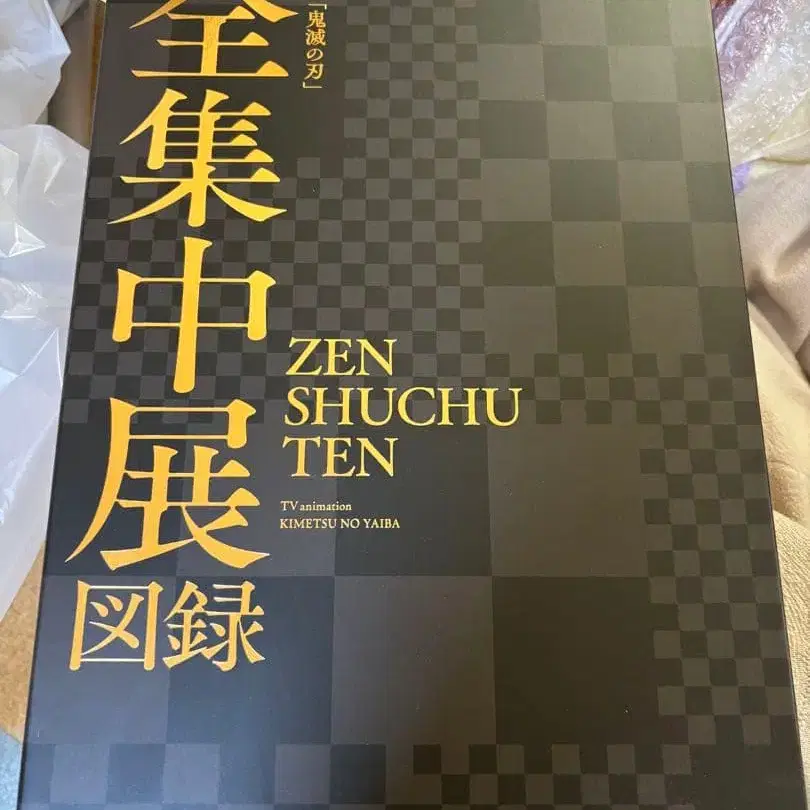 「鬼滅の刃」
全集中展
図録
ZEN
SHUCHU
TEN
TV animation
KIMETSU NO YAIBA